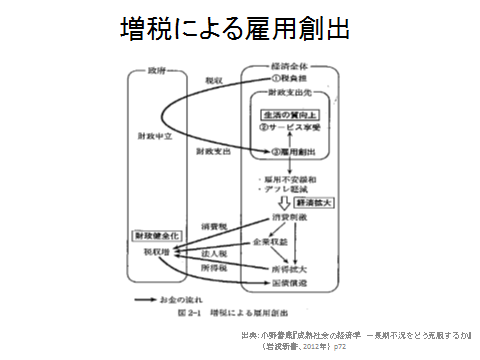 増税による雇用創出
政府
経済全体
税収
①税負担
財政支出先
生活の質向上
②サービス享受
財政中立
財政支出
③雇用創出
・雇用不安緩和
・デフレ軽減
経済拡大
消費税
消費刺激
財政健全化
企業収益
税収増
法人税
所得税
所得拡大
国債償還
お金の流れ
図2-1 増税による雇用創出
出典：小野善康『成熟社会の経済学 ―長期不況をどう克服するか』
（岩波新書、2012年） p72